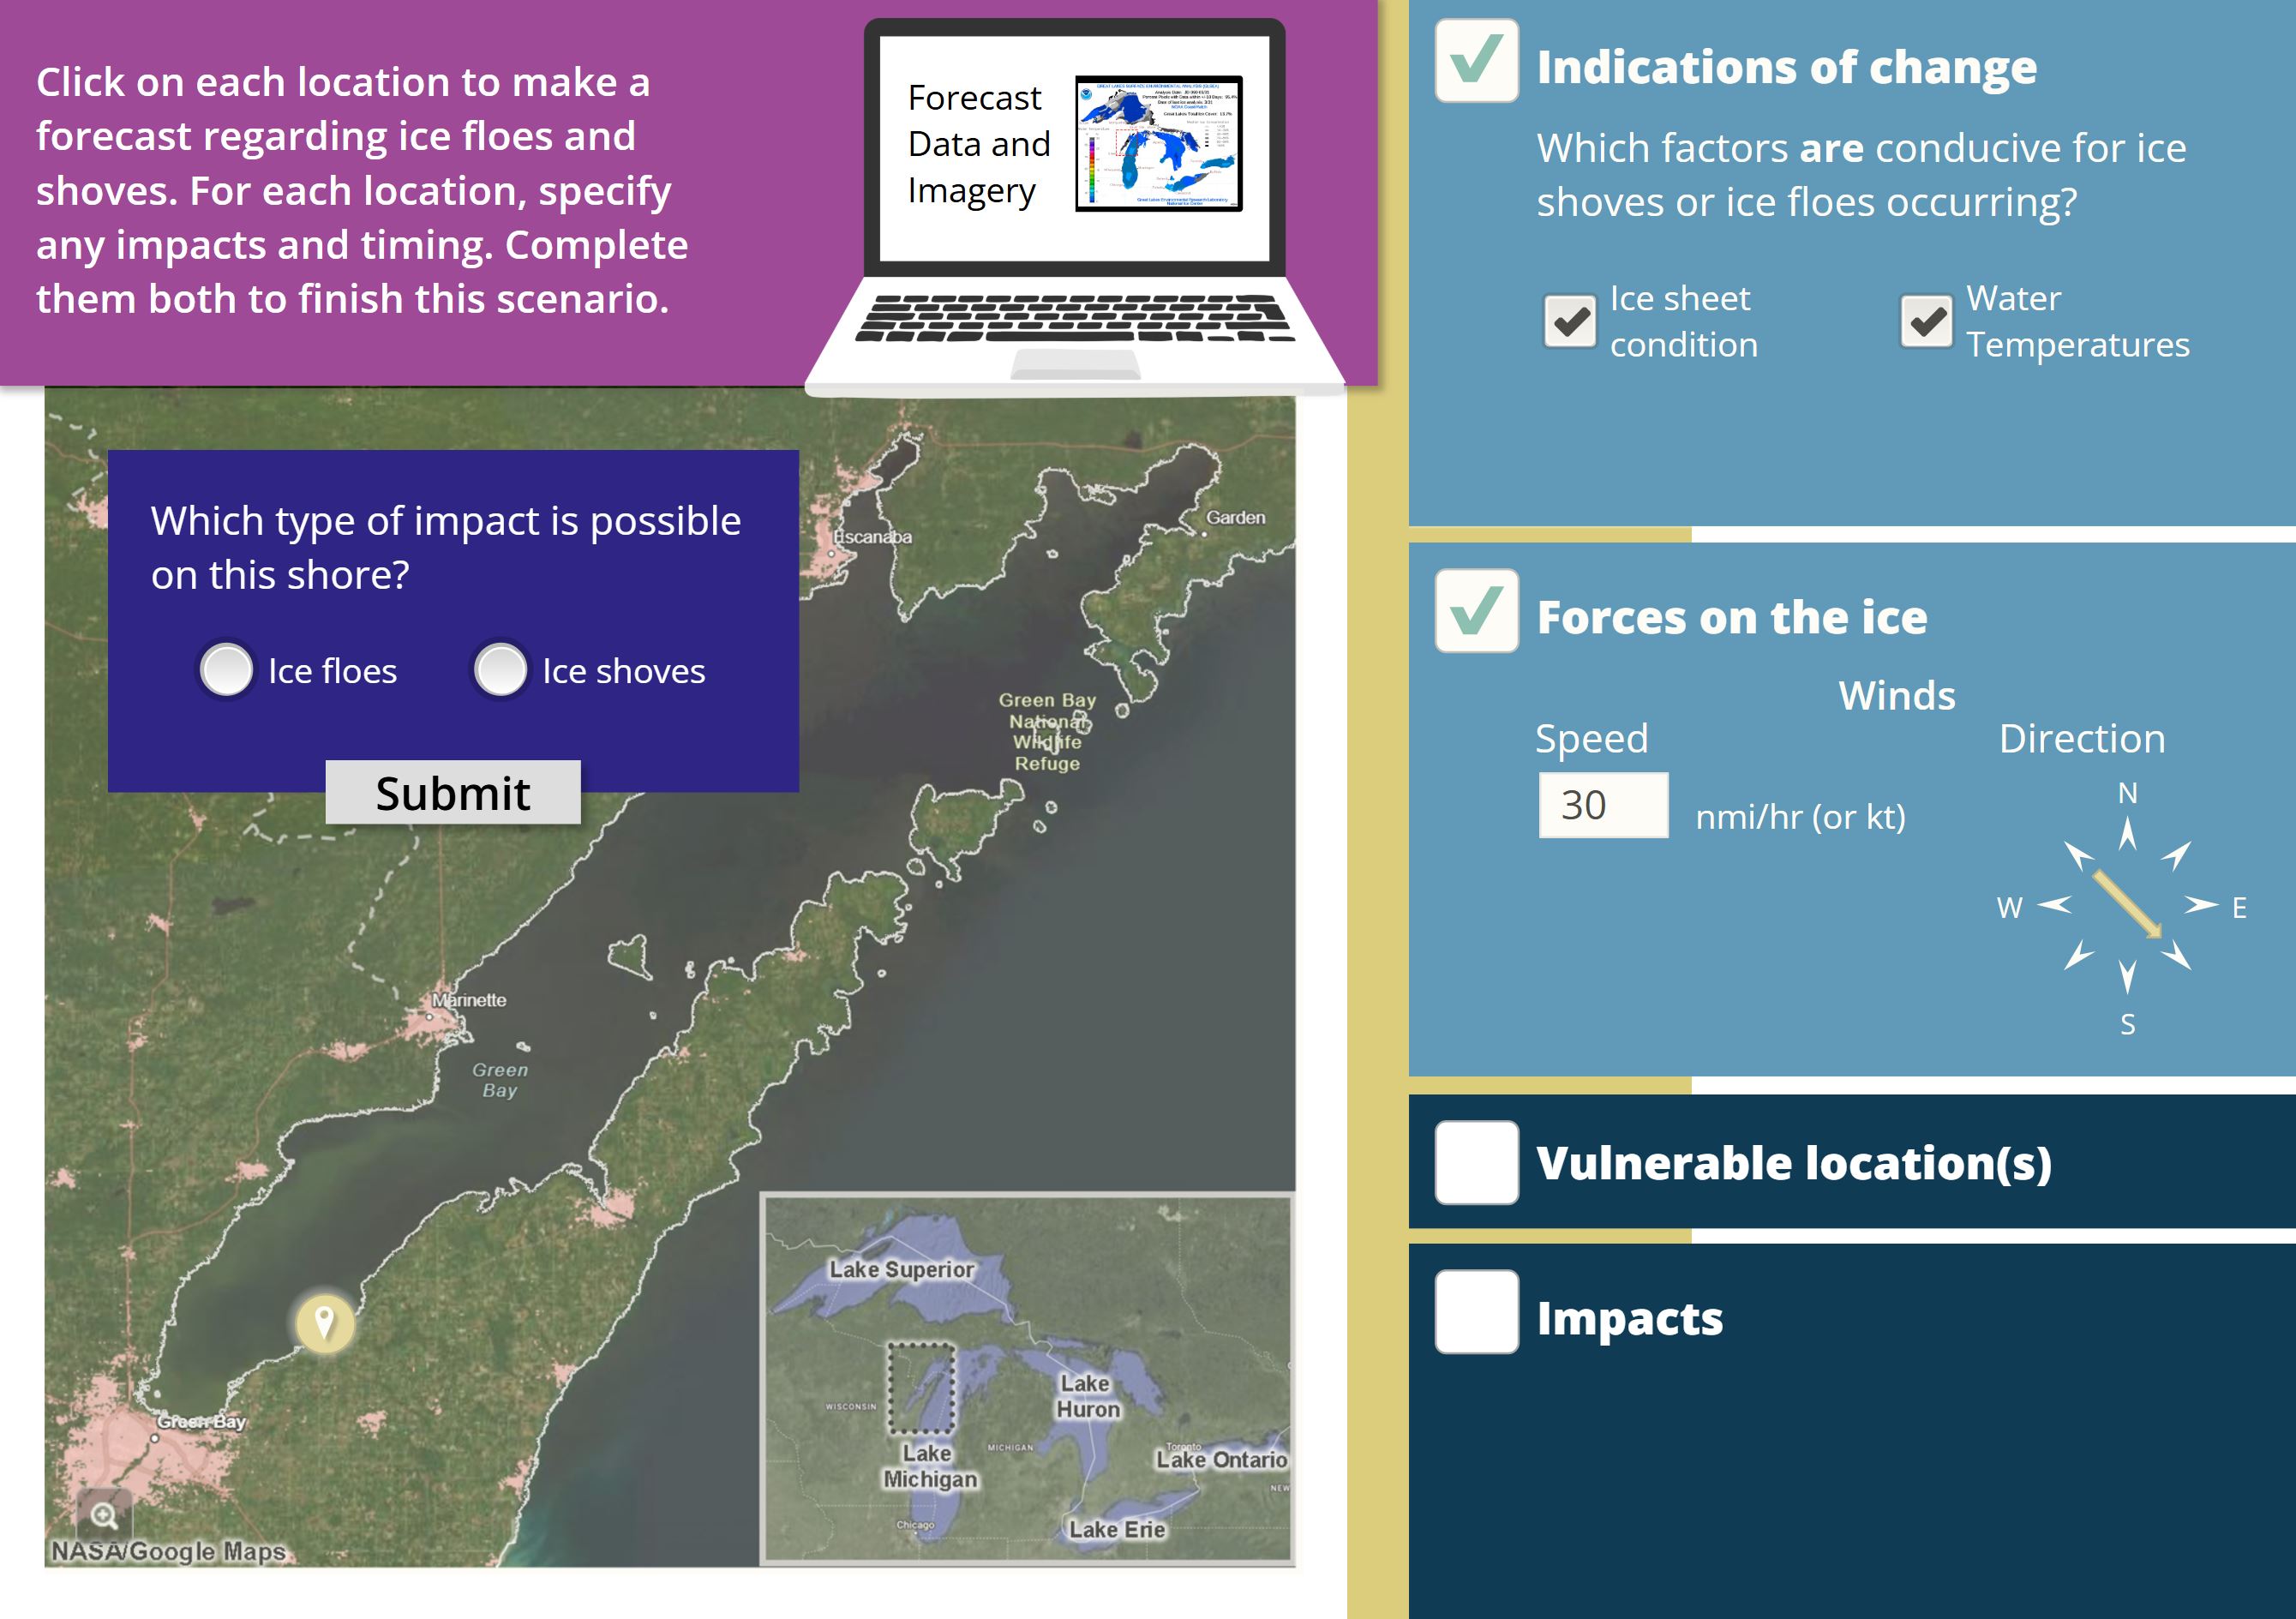 Click on each location to make a
forecast regarding ice floes and
shoves. For each location, specify
any impacts and timing. Complete
them both to finish this scenario.
Forecast
Data and
Imagery
Which type of impact is possible
on this shore?
Ice floes
Ice shoves
Submit
Escanaba
Garden
Green Bay
National
Wildlife
Refuge
Marinette
Green
Bay
Green Bay
NASA/Google Maps
Lake Superior
WISCONSIN
Lake
Huron
Lake
Michigan
MICHIGAN
Toronto
Lake Ontario
NEW
Chicago
Lake Erie
Indications of change
Which factors are conducive for ice
shoves or ice floes occurring?
Ice sheet
condition
Water
Temperatures
Forces on the ice
Winds
Speed
Direction
30
nmi/hr (or kt)
N
W
E
S
Vulnerable location(s)
Impacts